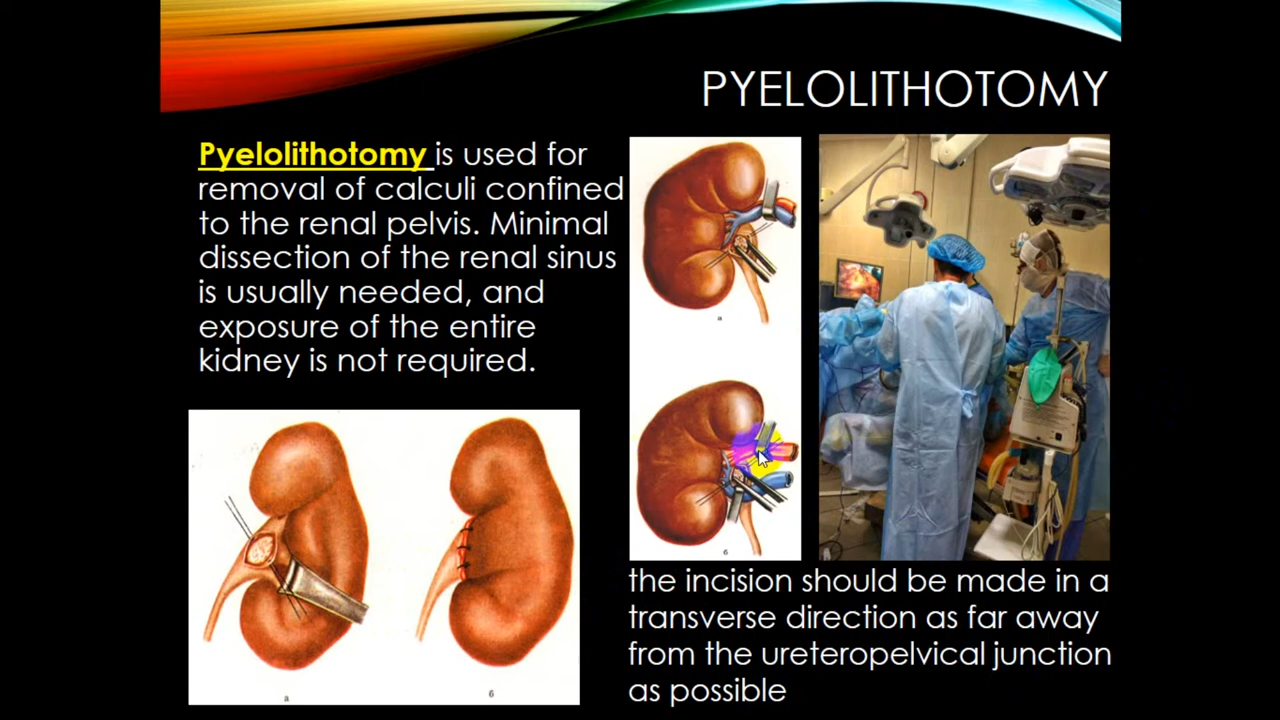 PYELOLITHOTOMY
Pyelolithotomy is used for
removal of calculi confined
to the renal pelvis. Minimal
dissection of the renal sinus
is usually needed, and
exposure of the entire
kidney is not required.
а
б
а
б
the incision should be made in a
transverse direction as far away
from the ureteropelvical junction
as possible